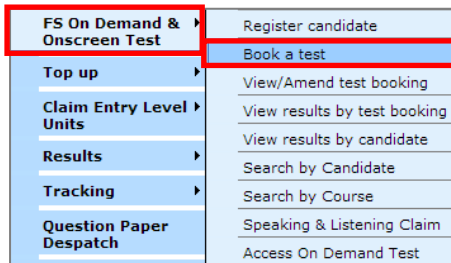 FS On Demand &
Onscreen Test
Top up
Claim Entry Level
Units
Results
Tracking
Question Paper
Despatch
Register candidate
Book a test
View/Amend test booking
View results by test booking
View results by candidate
Search by Candidate
Search by Course
Speaking & Listening Claim
Access On Demand Test